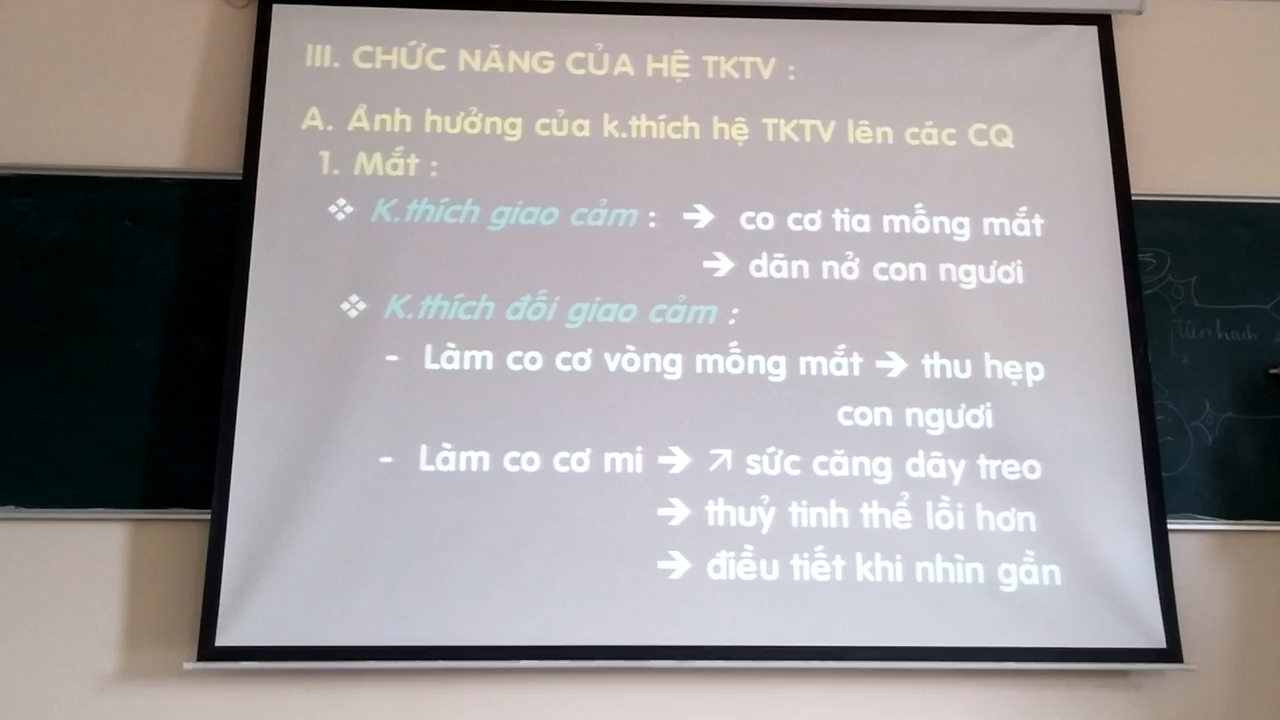 III. CHỨC NĂNG CỦA HỆ TKTV :
A. Ảnh hưởng của k.thích hệ TKTV lên các CQ
1. Mắt :
❖ K.thích giao cảm : → co cơ tia mống mắt
→ dãn nở con ngươi
❖ K.thích đối giao cảm :
- Làm co cơ vòng mống mắt → thu hẹp
con ngươi
- Làm co cơ mi → ↗ sức căng dây treo
→ thuỷ tinh thể lồi hơn
→ điều tiết khi nhìn gần